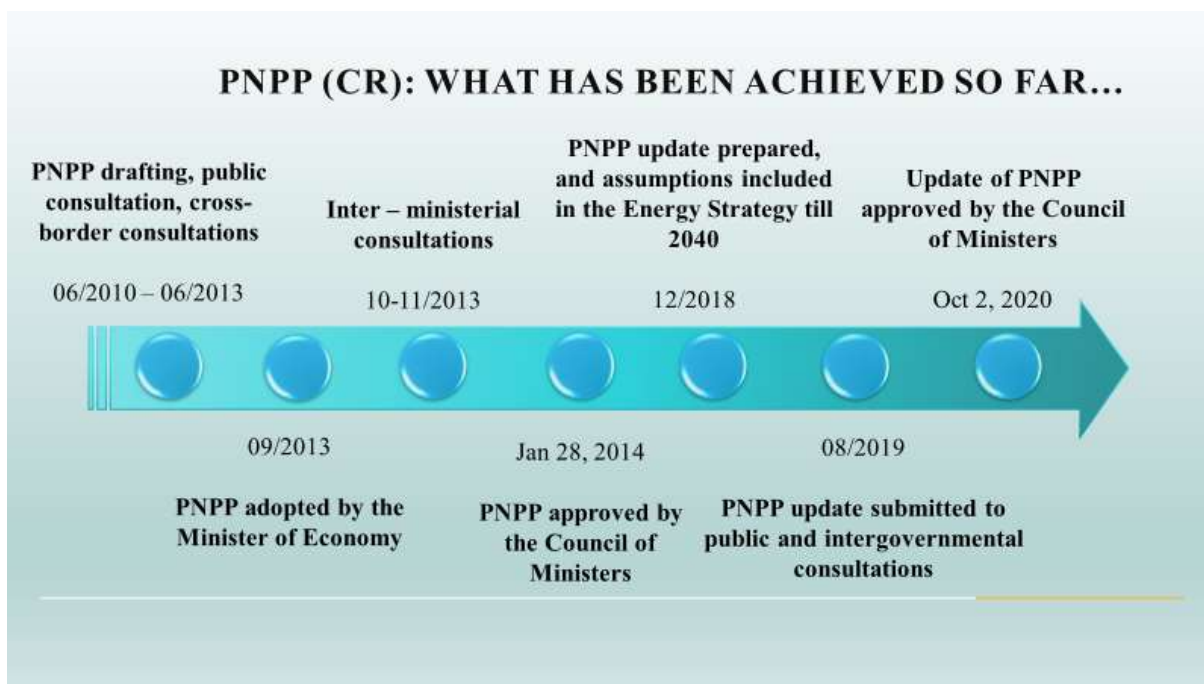 PNPP (CR): WHAT HAS BEEN ACHIEVED SO FAR…
PNPP drafting, public
consultation, cross-
border consultations
06/2010 – 06/2013
09/2013
PNPP adopted by the
Minister of Economy
Inter – ministerial
consultations
10-11/2013
Jan 28, 2014
PNPP approved by
the Council of
Ministers
PNPP update prepared,
and assumptions included
in the Energy Strategy till
2040
12/2018
08/2019
PNPP update submitted to
public and intergovernmental
consultations
Update of PNPP
approved by the Council
of Ministers
Oct 2, 2020